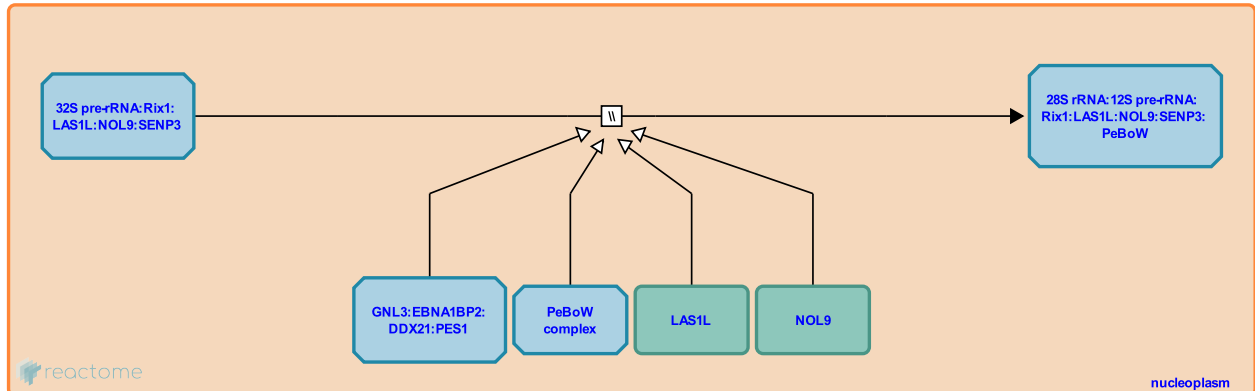 32S pre-rRNA:Rix1:
LAS1L:NOL9:SENP3
\\
28S rRNA:12S pre-rRNA:
Rix1:LAS1L:NOL9:SENP3:
PeBoW
GNL3:EBNA1BP2:
DDX21:PES1
PeBoW
complex
LAS1L
NOL9
reactome
nucleoplasm